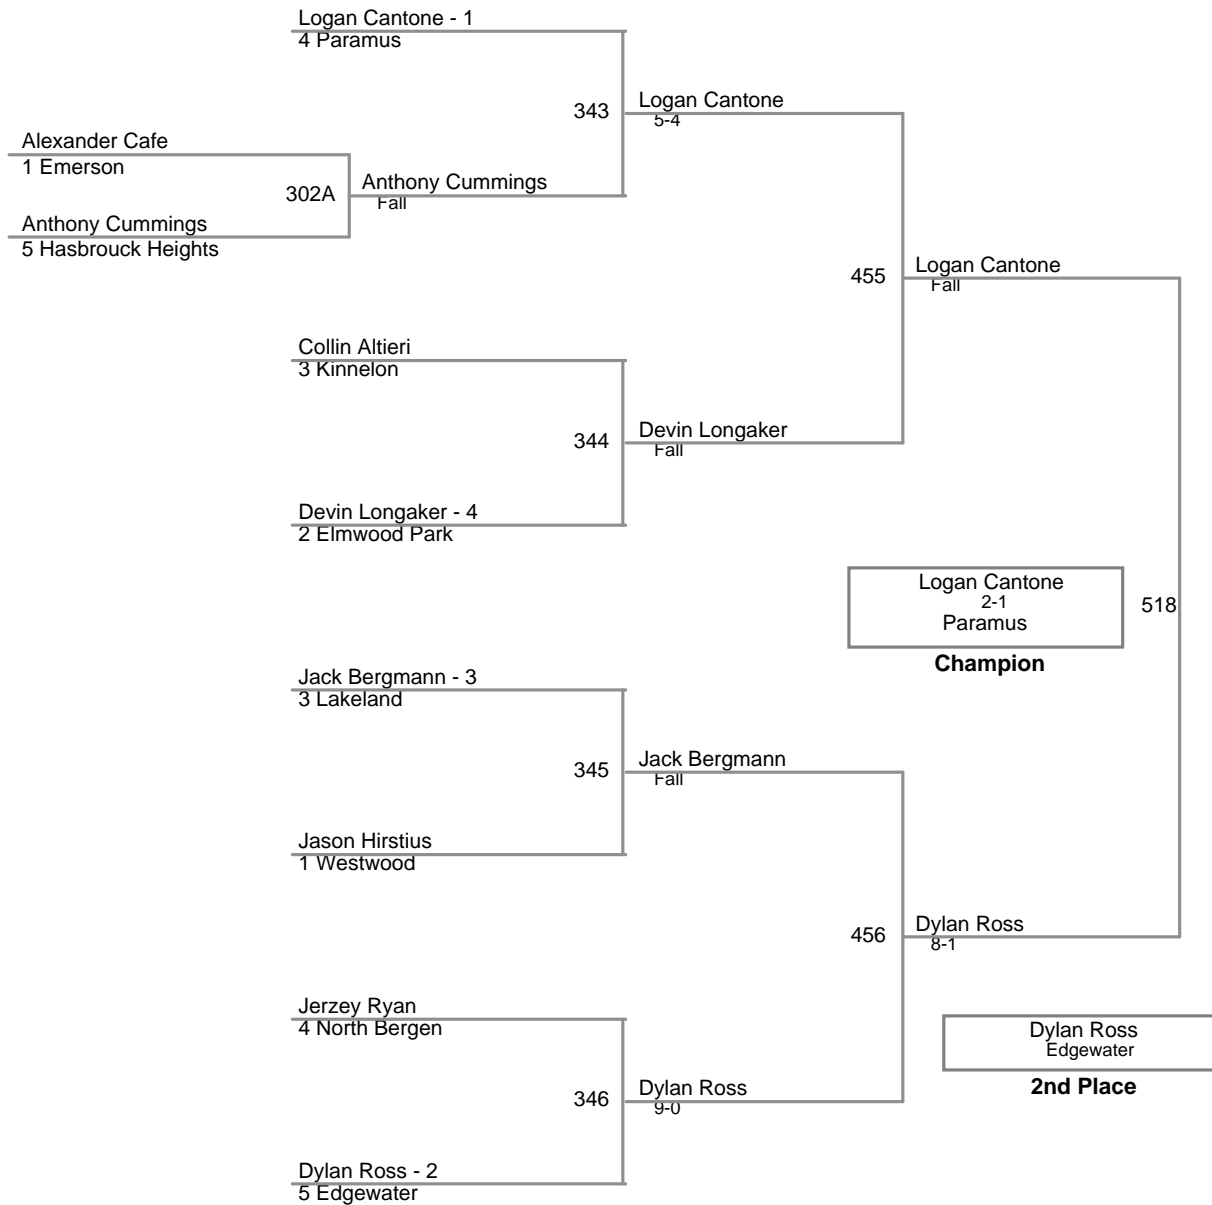 Logan Cantone - 1
4 Paramus
343
Logan Cantone
5-4
Alexander Cafe
1 Emerson
302A
Anthony Cummings
Fall
Anthony Cummings
5 Hasbrouck Heights
455
Logan Cantone
Fall
Collin Altieri
3 Kinnelon
344
Devin Longaker
Fall
Devin Longaker - 4
2 Elmwood Park
Logan Cantone
2-1
Paramus
518
Champion
Jack Bergmann - 3
3 Lakeland
345
Jack Bergmann
Fall
Jason Hirstius
1 Westwood
456
Dylan Ross
8-1
Jerzey Ryan
4 North Bergen
Dylan Ross
Edgewater
2nd Place
346
Dylan Ross
9-0
Dylan Ross - 2
5 Edgewater